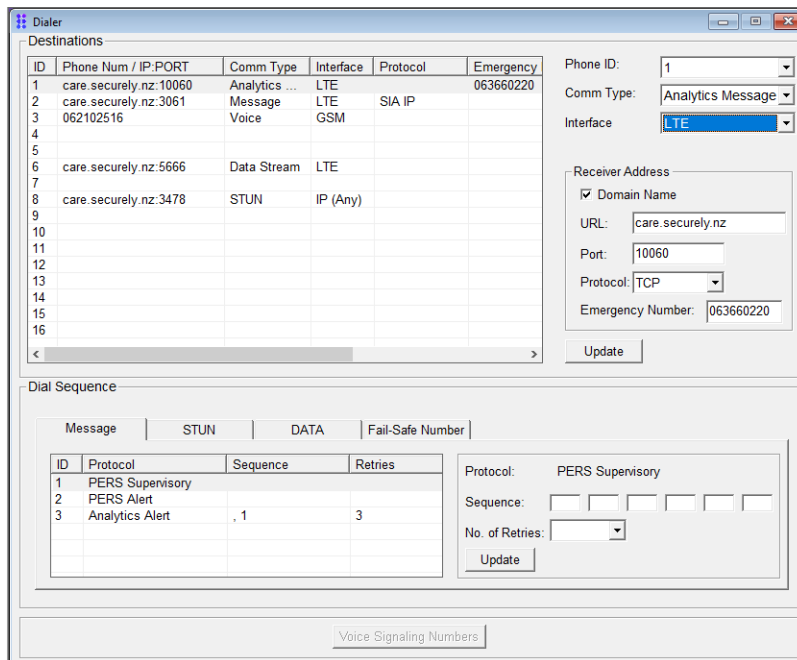 Dialer
Destinations
ID Phone Num / IP:PORT Comm Type Interface Protocol Emergency
1 care.securely.nz:10060 Analytics ... LTE 063660220
2 care.securely.nz:3061 Message LTE SIA IP
3 062102516 Voice GSM
4
5
6 care.securely.nz:5666 Data Stream LTE
7
8 care.securely.nz:3478 STUN IP (Any)
9
10
11
12
13
14
15
16
Phone ID: 1
Comm Type: Analytics Message
Interface LTE
Receiver Address
Domain Name
URL: care.securely.nz
Port: 10060
Protocol: TCP
Emergency Number: 063660220
Update
Dial Sequence
Message STUN DATA Fail-Safe Number
ID Protocol Sequence Retries
1 PERS Supervisory
2 PERS Alert
3 Analytics Alert , 1 3
Protocol: PERS Supervisory
Sequence:
No. of Retries:
Update
Voice Signaling Numbers